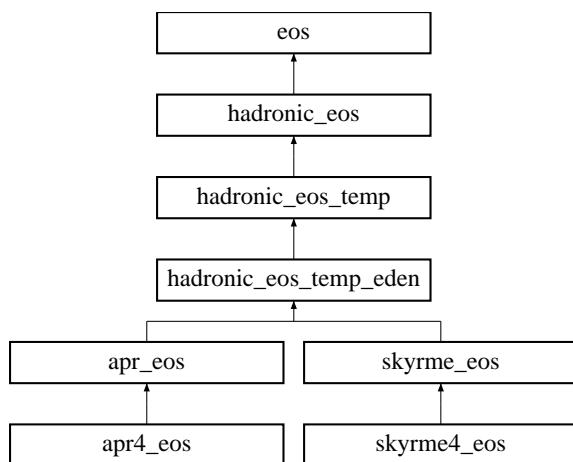 eos
hadronic_eos
hadronic_eos_temp
hadronic_eos_temp_eden
apr_eos
skyrme_eos
apr4_eos
skyrme4_eos